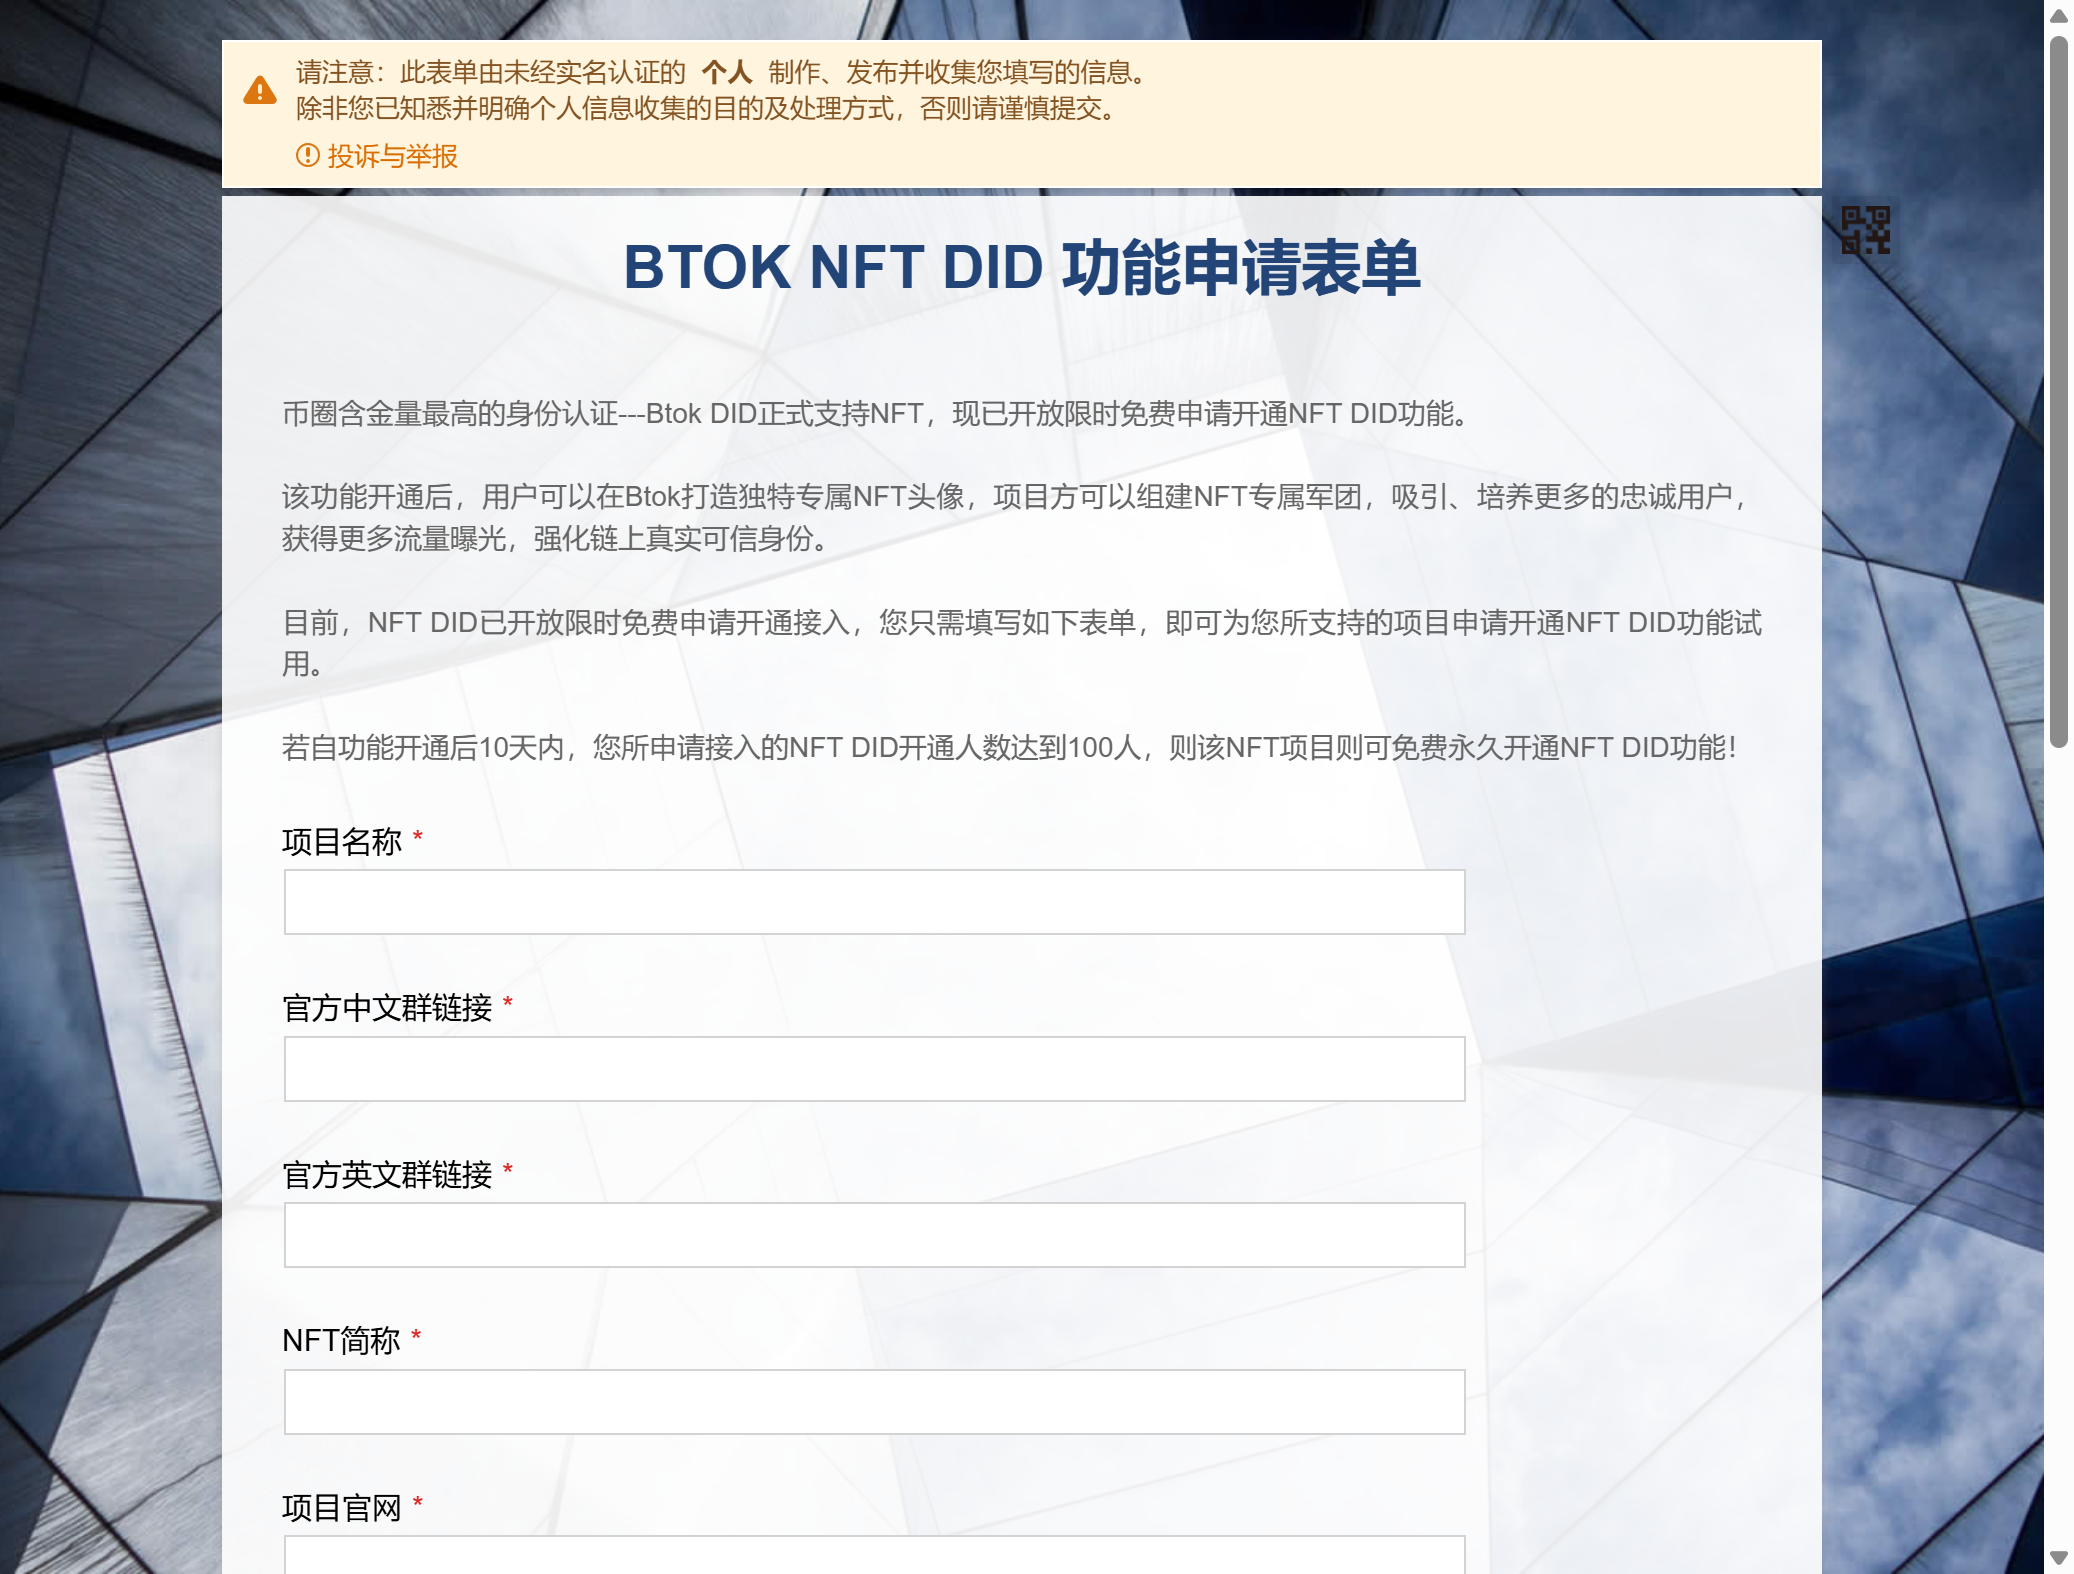 请注意：此表单由未经实名认证的 个人 制作、发布并收集您填写的信息。
除非您已知悉并明确个人信息收集的目的及处理方式，否则请谨慎提交。
投诉与举报
BTOK NFT DID 功能申请表单
币圈含金量最高的身份认证---Btok DID正式支持NFT，现已开放限时免费申请开通NFT DID功能。
该功能开通后，用户可以在Btok打造独特专属NFT头像，项目方可以组建NFT专属军团，吸引、培养更多的忠诚用户，
获得更多流量曝光，强化链上真实可信身份。
目前，NFT DID已开放限时免费申请开通接入，您只需填写如下表单，即可为您所支持的项目申请开通NFT DID功能试
用。
若自功能开通后10天内，您所申请接入的NFT DID开通人数达到100人，则该NFT项目则可免费永久开通NFT DID功能！
项目名称 *
官方中文群链接 *
官方英文群链接 *
NFT简称 *
项目官网 *